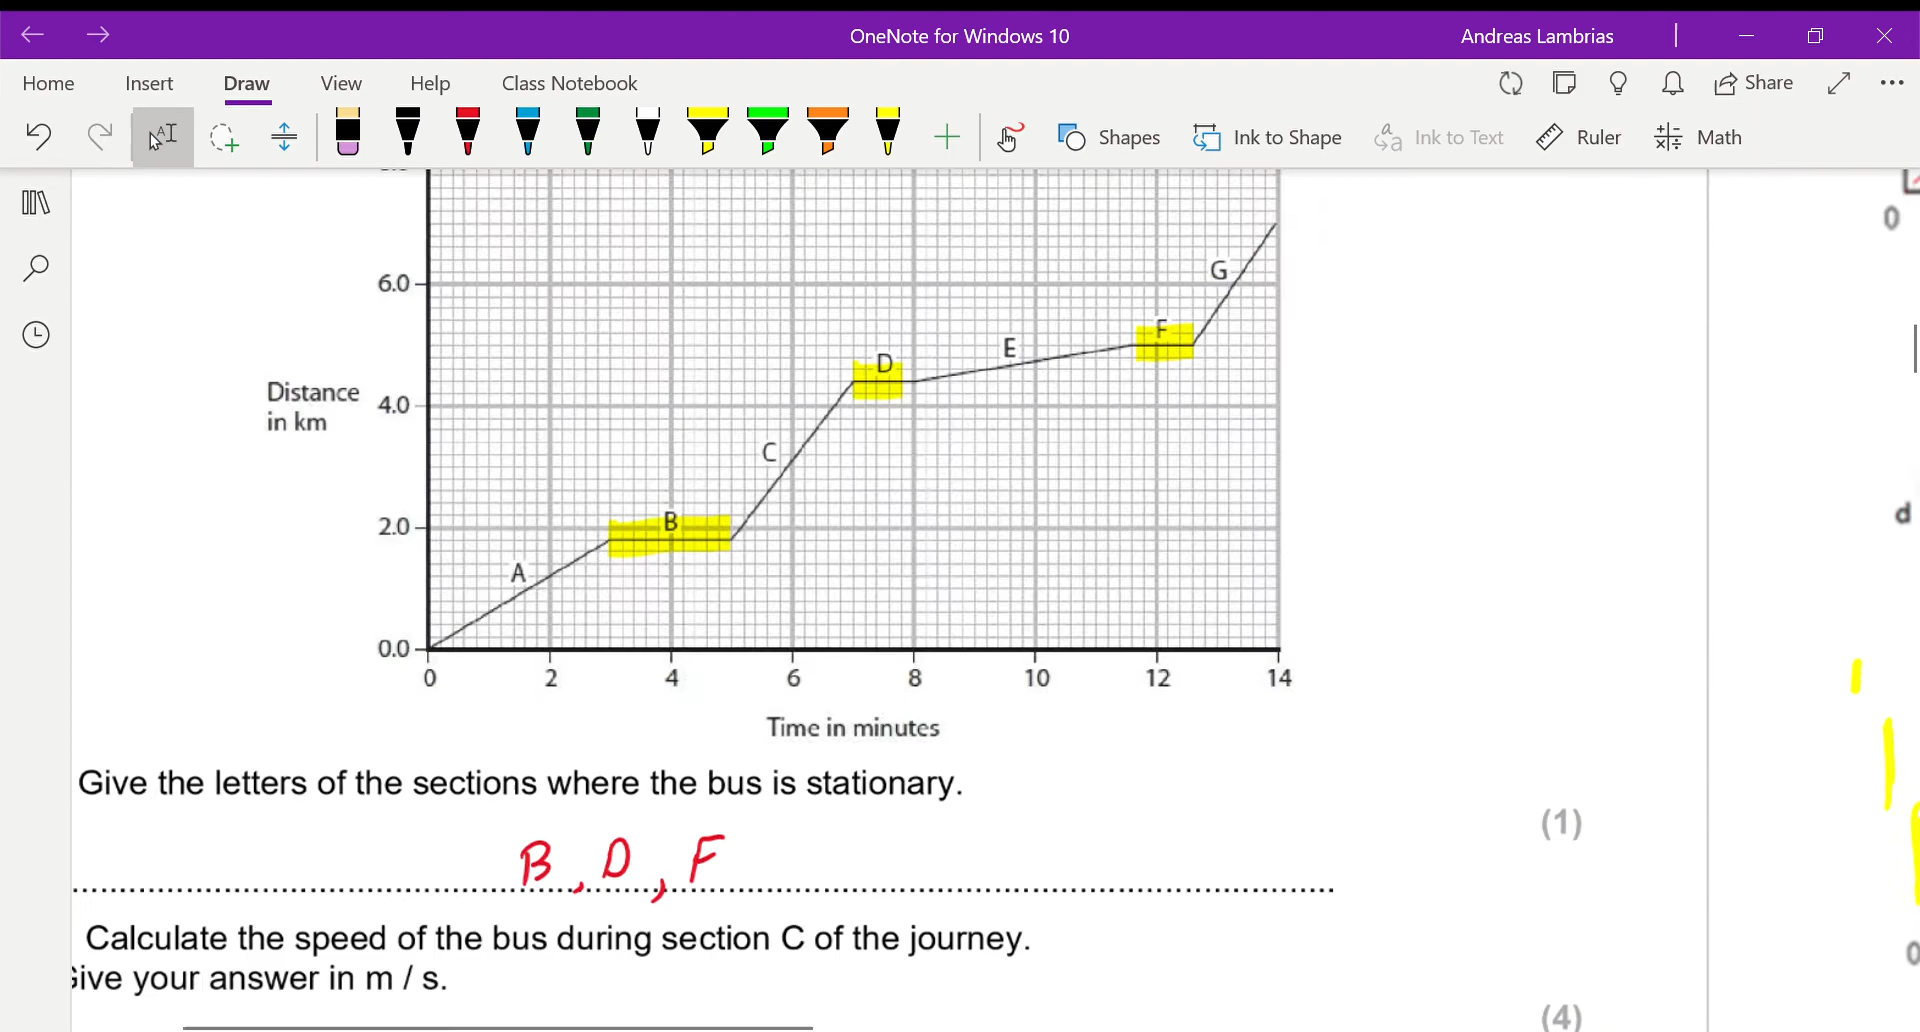 OneNote for Windows 10
Andreas Lambrias
Home Insert Draw View Help Class Notebook
Share
Shapes Ink to Shape Ink to Text Ruler Math
0
6.0
G
F
E
D
Distance
in km
4.0
C
d
2.0
B
A
0.0
0 2 4 6 8 10 12 14
Time in minutes
Give the letters of the sections where the bus is stationary.
(1)
B, D, F
Calculate the speed of the bus during section C of the journey.
Give your answer in m / s.
0
(4)